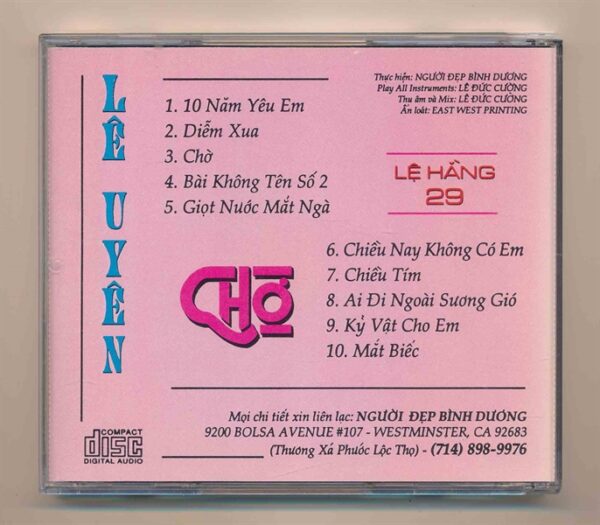 LÊ UYÊN
Thực hiện: NGƯỜI ĐẸP BÌNH DƯƠNG
Play All Instruments: LÊ ĐỨC CƯỜNG
Thu âm và Mix: LÊ ĐỨC CƯỜNG
Ấn loát: EAST WEST PRINTING
1. 10 Năm Yêu Em
2. Diễm Xưa
3. Chờ
4. Bài Không Tên Số 2
5. Giọt Nước Mắt Ngà
LỆ HẰNG
29
6. Chiều Nay Không Có Em
7. Chiều Tím
8. Ai Đi Ngoài Sương Gió
9. Kỷ Vật Cho Em
10. Mắt Biếc
CHỜ
Mọi chi tiết xin liên lạc: NGƯỜI ĐẸP BÌNH DƯƠNG
9200 BOLSA AVENUE #107 - WESTMINSTER, CA 92683
(Thương Xá Phước Lộc Thọ) - (714) 898-9976
COMPACT
disc
DIGITAL AUDIO